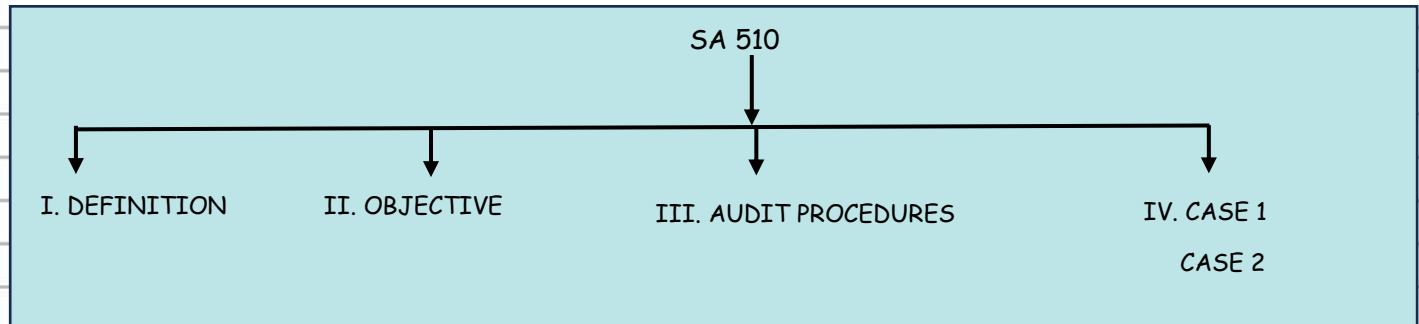 SA 510
I. DEFINITION
II. OBJECTIVE
III. AUDIT PROCEDURES
IV. CASE 1
CASE 2